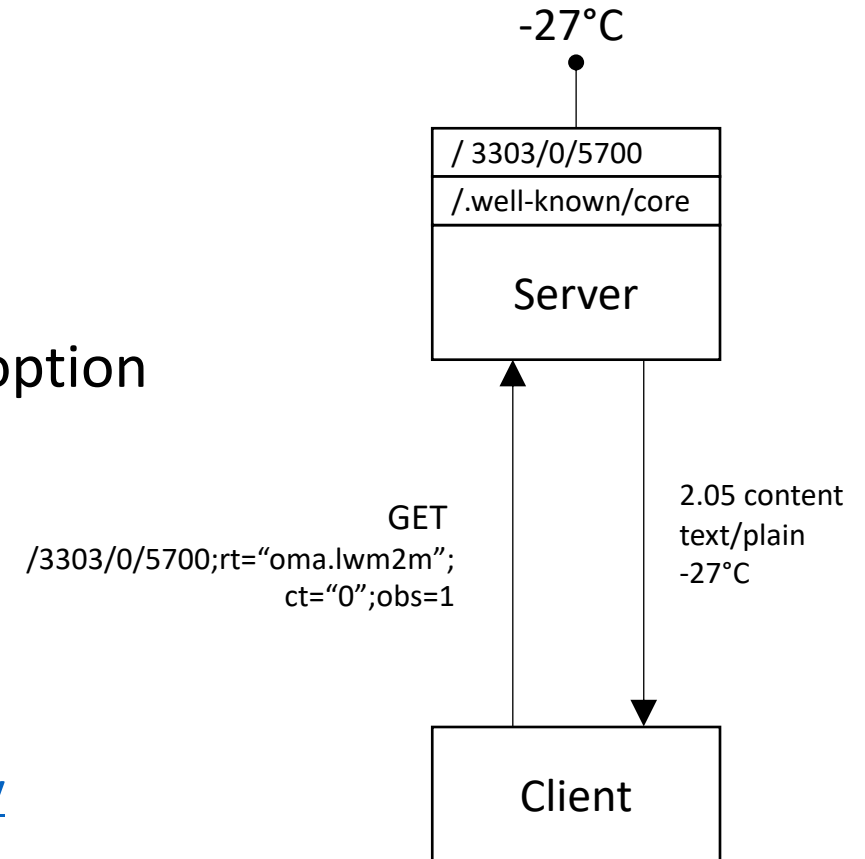 -27°C
/ 3303/0/5700
/.well-known/core
Server
option
GET
/3303/0/5700;rt=“oma.lwm2m”;
ct=“0”;obs=1
2.05 content
text/plain
-27°C
Client